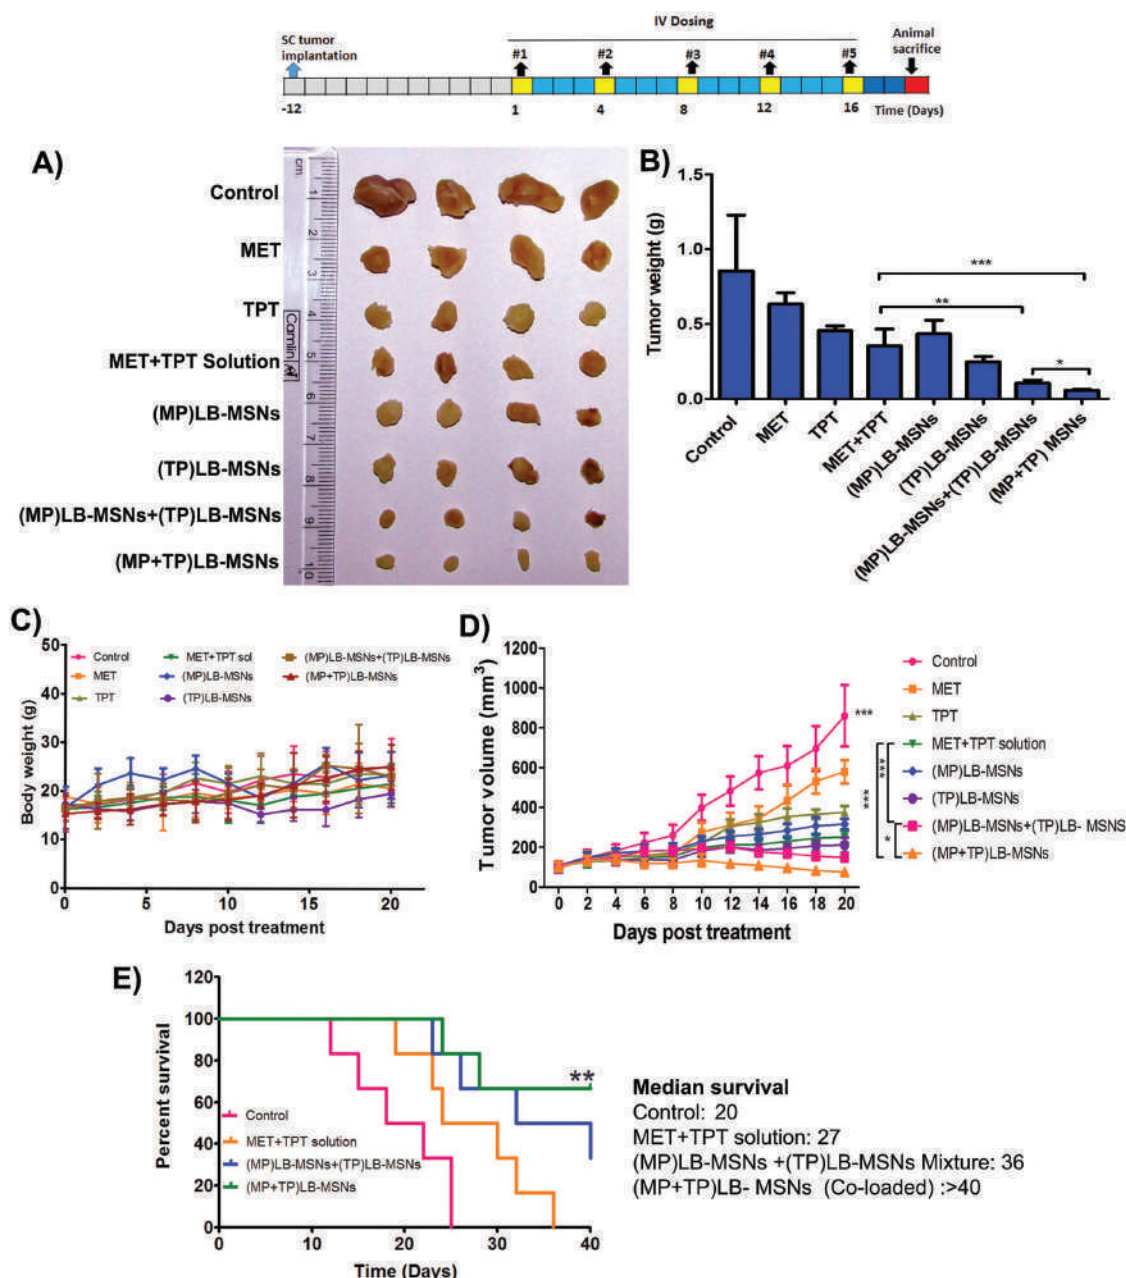 IV Dosing
SC tumor
implantation
Animal
sacrifice
#1 #2 #3 #4 #5
-12 1 4 8 12 16 Time (Days)
A)
Control
MET
TPT
MET+TPT Solution
(MP)LB-MSNs
(TP)LB-MSNs
(MP)LB-MSNs+(TP)LB-MSNs
(MP+TP)LB-MSNs
cm.
1
2
3
4
5
6
7
8
9
10
Camlin
B)
Tumor weight (g)
1.5
1.0
0.5
0.0
***
**
*
Control
MET
TPT
MET+TPT
(MP)LB-MSNs
(TP)LB-MSNs
(MP)LB-MSNs+(TP)LB-MSNs
(MP+TP) MSNs
C)
Body weight (g)
50
40
30
20
10
0
Control
MET
TPT
MET+TPT sol
(MP)LB-MSNs
(TP)LB-MSNs
(MP)LB-MSNs+(TP)LB-MSNs
(MP+TP)LB-MSNs
0 5 10 15 20
Days post treatment
D)
Tumor volume (mm³)
1200
1000
800
600
400
200
0
0 2 4 6 8 10 12 14 16 18 20
Days post treatment
***
Control
MET
TPT
MET+TPT solution
(MP)LB-MSNs
(TP)LB-MSNs
(MP)LB-MSNs+(TP)LB- MSNS
(MP+TP)LB-MSNs
***
***
*
E)
Percent survival
120
100
80
60
40
20
0
**
Control
MET+TPT solution
(MP)LB-MSNs+(TP)LB-MSNs
(MP+TP)LB-MSNs
0 10 20 30 40
Time (Days)
Median survival
Control: 20
MET+TPT solution: 27
(MP)LB-MSNs +(TP)LB-MSNs Mixture: 36
(MP+TP)LB- MSNs (Co-loaded) :>40